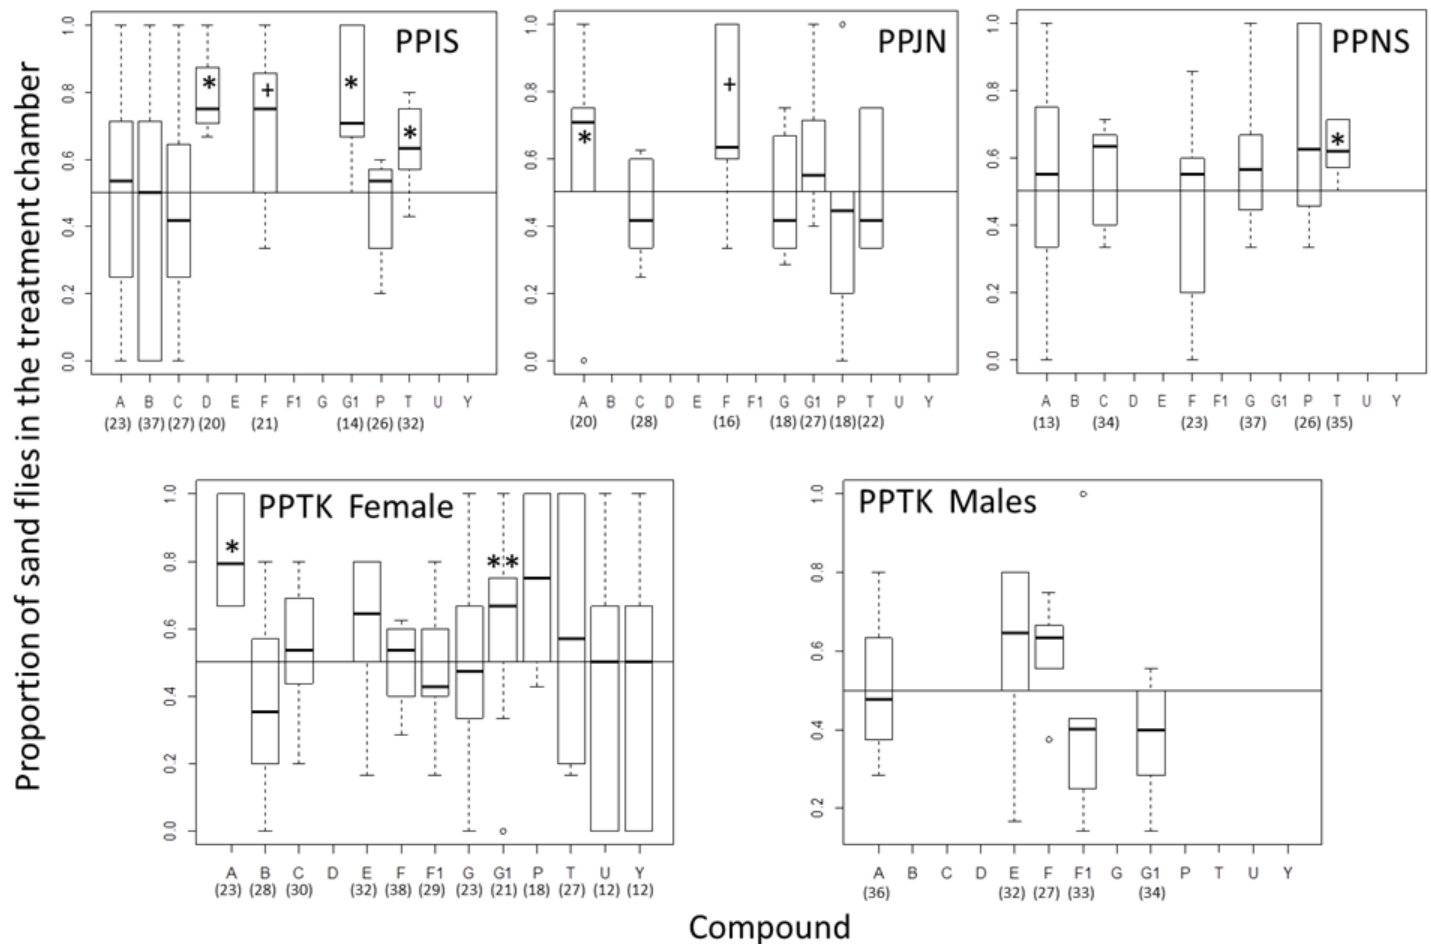 Proportion of sand flies in the treatment chamber
PPIS
1.0
0.8
0.6
0.4
0.2
0.0
* + * *
A B C D E F F1 G G1 P T U Y
(23) (37) (27) (20) (21) (14) (26) (32)
PPJN
1.0
0.8
0.6
0.4
0.2
0.0
* +
A B C D E F F1 G G1 P T U Y
(20) (28) (16) (18) (27) (18) (22)
PPNS
1.0
0.8
0.6
0.4
0.2
0.0
*
A B C D E F F1 G G1 P T U Y
(13) (34) (23) (37) (26) (35)
PPTK Female
1.0
0.8
0.6
0.4
0.2
0.0
* **
A B C D E F F1 G G1 P T U Y
(23) (28) (30) (32) (38) (29) (23) (21) (18) (27) (12) (12)
PPTK Males
1.0
0.8
0.6
0.4
0.2
A B C D E F F1 G G1 P T U Y
(36) (32) (27) (33) (34)
Compound